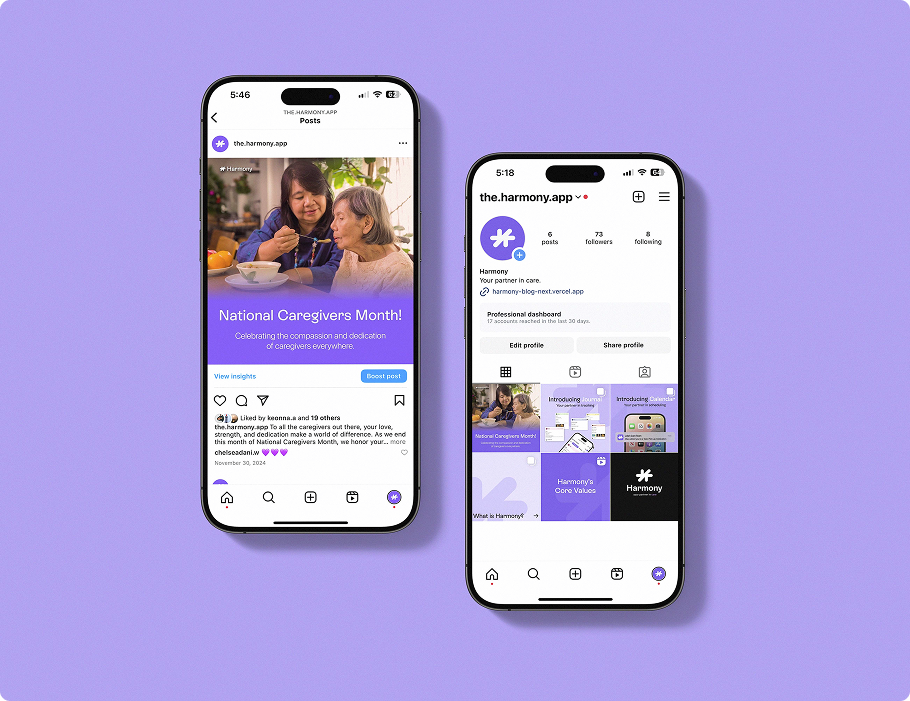 5:46
62
THE.HARMONY.APP
Posts
the.harmony.app
Harmony
National Caregivers Month!
Celebrating the compassion and dedication
of caregivers everywhere.
View insights
Boost post
Liked by keonna.a and 19 others
the.harmony.app To all the caregivers out there, your love,
strength, and dedication make a world of difference. As we end
this month of National Caregivers Month, we honor your... more
chelseadani.w 💜💜💜
November 30, 2024
5:18
64
the.harmony.app
6
posts
73
followers
8
following
Harmony
Your partner in care.
harmony-blog-next.vercel.app
Professional dashboard
17 accounts reached in the last 30 days.
Edit profile
Share profile
National Caregivers Month!
Introducing Journal
Your partner in tracking
Introducing Calendar
Your partner in scheduling
What is Harmony? →
Harmony's
Core Values
Harmony